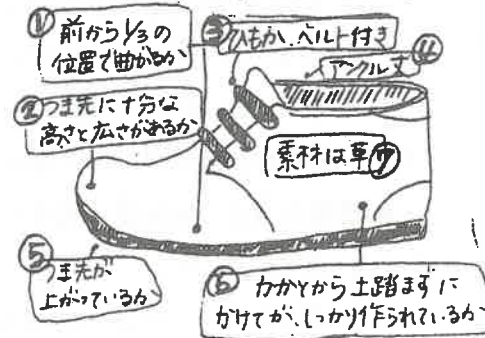 ① 前から1/3の
位置で曲がるか
③ ひもか、ベルト付き
④ アンクル丈
② つま先に十分な
高さと広さがあるか
素材は革 ⑦
⑤ つま先が
上がっているか
⑥ かかとから土踏まずに
かけてが、しっかり作られているか